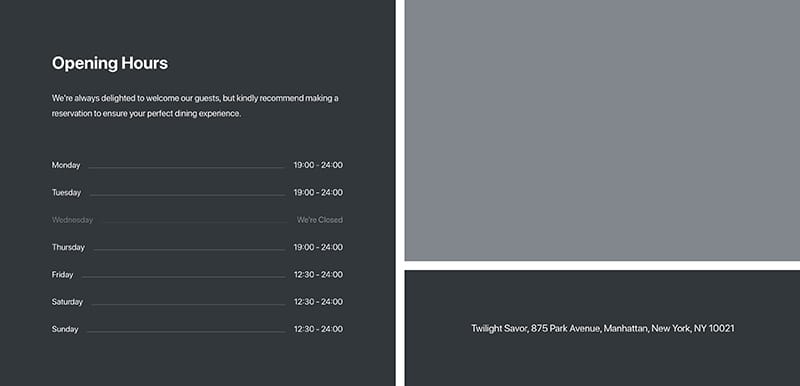 Opening Hours
We're always delighted to welcome our guests, but kindly recommend making a
reservation to ensure your perfect dining experience.
Monday 19:00 - 24:00
Tuesday 19:00 - 24:00
Wednesday We're Closed
Thursday 19:00 - 24:00
Friday 12:30 - 24:00
Saturday 12:30 - 24:00
Sunday 12:30 - 24:00
Twilight Savor, 875 Park Avenue, Manhattan, New York, NY 10021